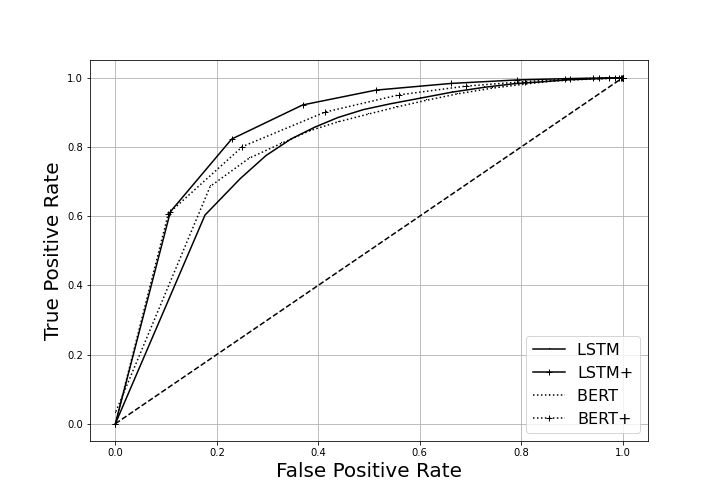 1.0
0.8
0.6
0.4
0.2
0.0
True Positive Rate
LSTM
LSTM+
BERT
BERT+
0.0 0.2 0.4 0.6 0.8 1.0
False Positive Rate